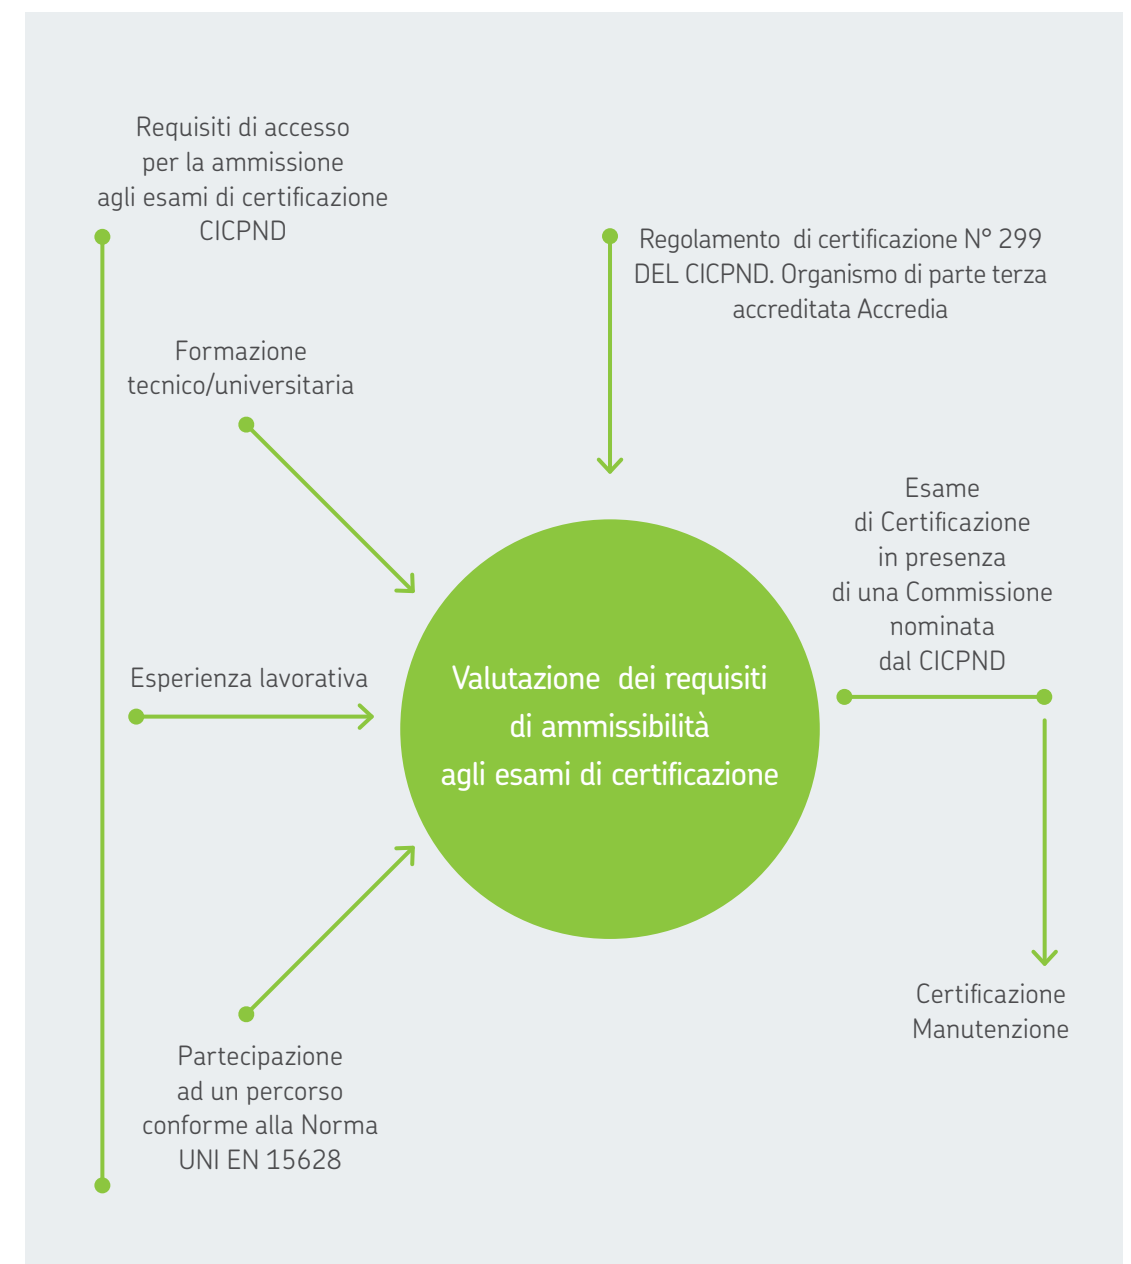 Requisiti di accesso
per la ammissione
agli esami di certificazione
CICPND
Regolamento di certificazione N° 299
DEL CICPND. Organismo di parte terza
accreditata Accredia
Formazione
tecnico/universitaria
Esperienza lavorativa
Partecipazione
ad un percorso
conforme alla Norma
UNI EN 15628
Valutazione dei requisiti
di ammissibilità
agli esami di certificazione
Esame
di Certificazione
in presenza
di una Commissione
nominata
dal CICPND
Certificazione
Manutenzione